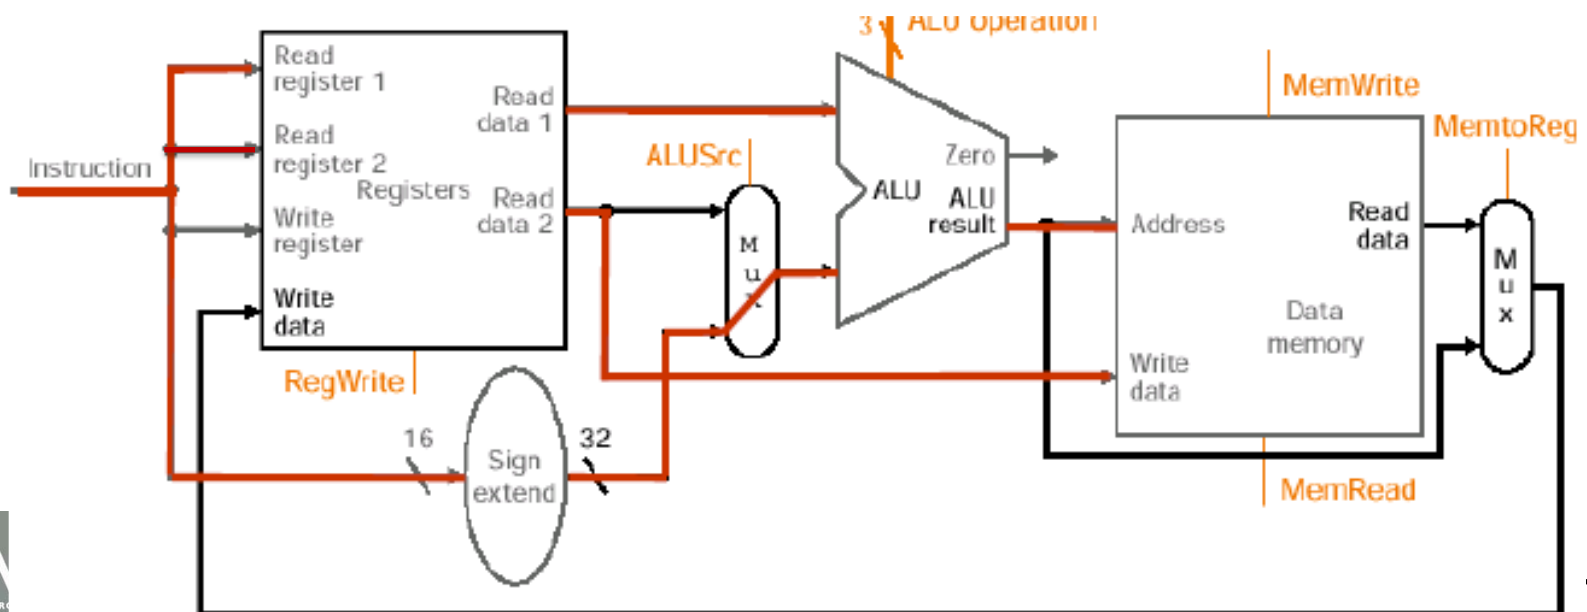 3
ALU operation
Read
register 1
Read
data 1
MemWrite
MemtoReg
Read
register 2
Instruction
Registers
ALUSrc
Zero
ALU
ALU
result
Read
data 2
Write
register
M
u
x
Address
Read
data
M
u
x
Write
data
Data
memory
RegWrite
Write
data
16
32
Sign
extend
MemRead